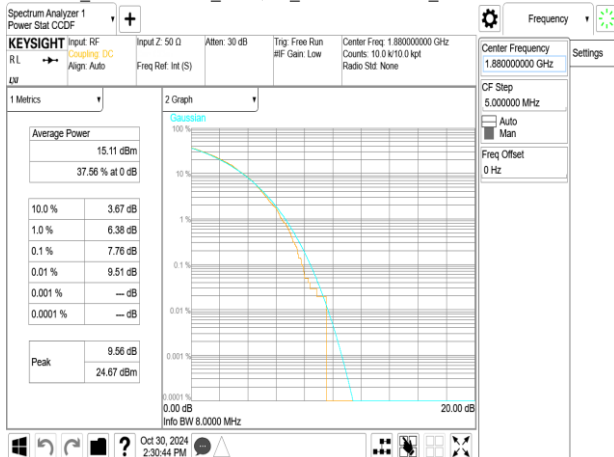 Spectrum Analyzer 1
Power Stat CCDF
Frequency
KEYSIGHT
Input: RF
Coupling: DC
Align: Auto
RL
LXI
Input Z: 50 Ω
Freq Ref: Int (S)
Atten: 30 dB
Trig: Free Run
#IF Gain: Low
Center Freq: 1.880000000 GHz
Counts: 10.0 k/10.0 kpt
Radio Std: None
Center Frequency
1.880000000 GHz
Settings
CF Step
5.000000 MHz
Auto
Man
Freq Offset
0 Hz
1 Metrics
Average Power
15.11 dBm
37.56 % at 0 dB
10.0 % 3.67 dB
1.0 % 6.38 dB
0.1 % 7.76 dB
0.01 % 9.51 dB
0.001 % --- dB
0.0001 % --- dB
Peak
9.56 dB
24.67 dBm
2 Graph
Gaussian
100 %
10 %
1 %
0.1 %
0.01 %
0.001 %
0.0001 %
0.00 dB
20.00 dB
Info BW 8.0000 MHz
?
Oct 30, 2024
2:30:44 PM